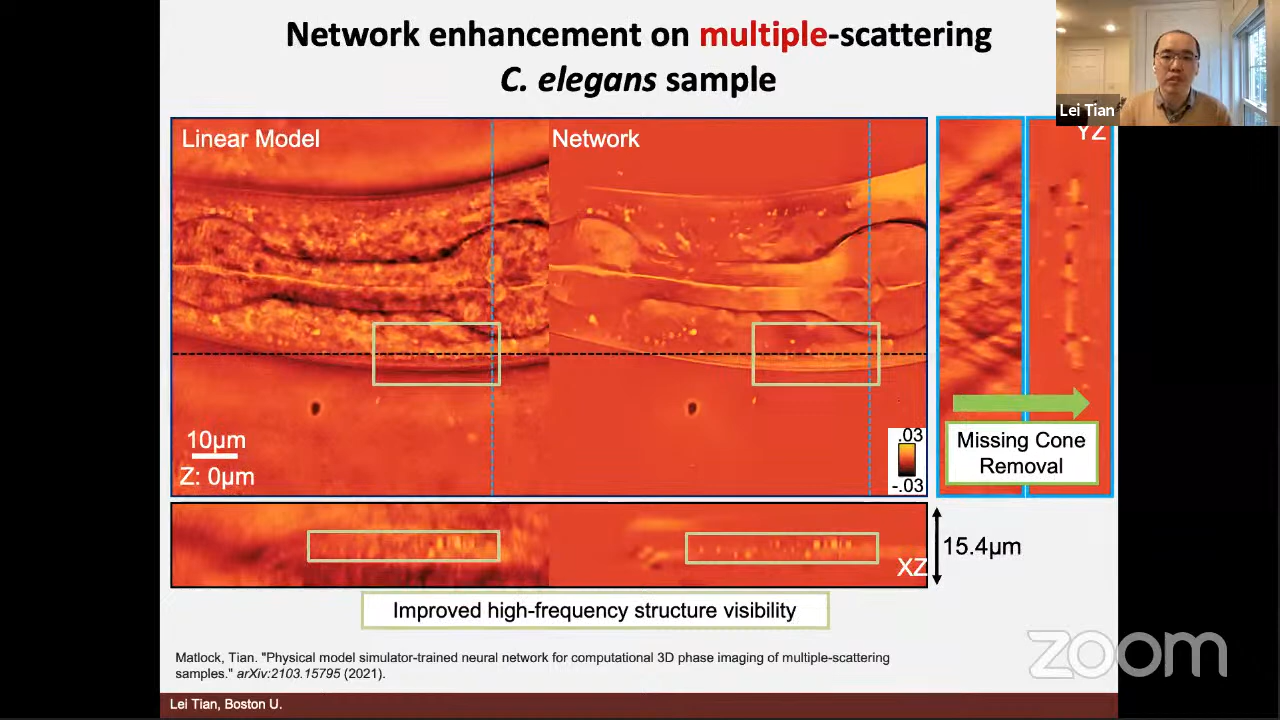 Network enhancement on multiple-scattering
C. elegans sample
Lei Tian
Linear Model
Network
YZ
10µm
Z: 0µm
.03
-.03
Missing Cone
Removal
XZ
15.4µm
Improved high-frequency structure visibility
Matlock, Tian. "Physical model simulator-trained neural network for computational 3D phase imaging of multiple-scattering
samples." arXiv:2103.15795 (2021).
zoom
Lei Tian, Boston U.